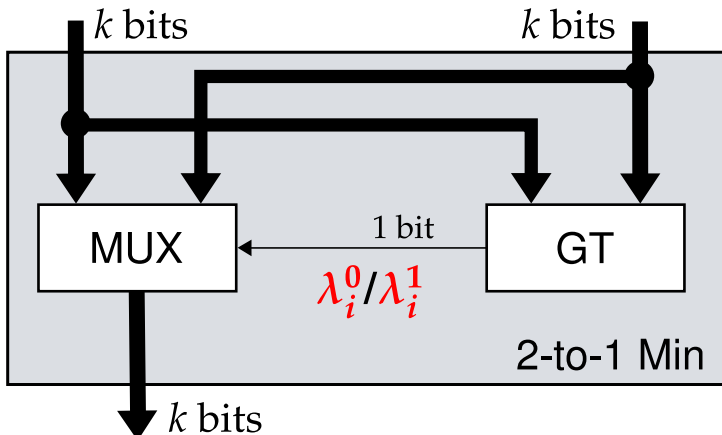 k bits
k bits
MUX
1 bit
GT
λ_i^0/λ_i^1
2-to-1 Min
k bits